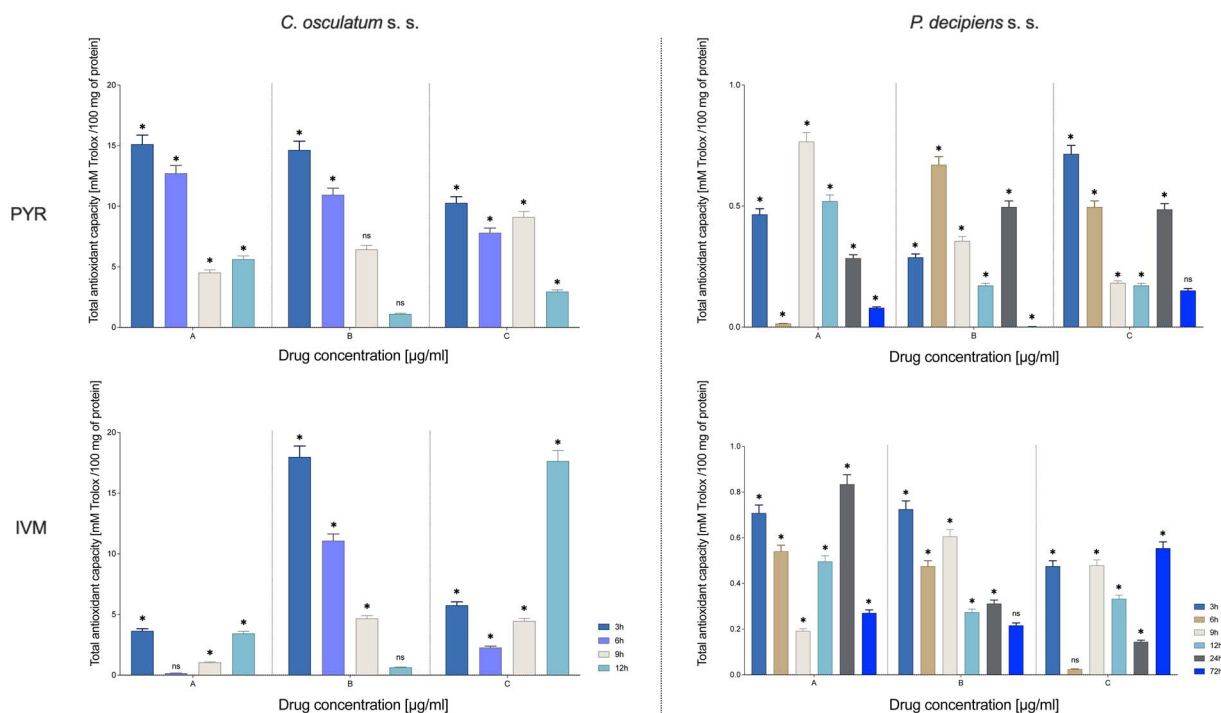 C. osculatum s. s.
P. decipiens s. s.
PYR
Total antioxidant capacity [mM Trolox /100 mg of protein]
20
15
10
5
0
* * * *
* * ns ns
* * * *
A B C
Drug concentration [µg/ml]
Total antioxidant capacity [mM Trolox /100 mg of protein]
1.0
0.5
0.0
* * * * * *
* * * * * *
* * * * * ns
A B C
Drug concentration [µg/ml]
IVM
Total antioxidant capacity [mM Trolox /100 mg of protein]
20
15
10
5
0
* ns * *
* * * ns
* * * *
A B C
Drug concentration [µg/ml]
3h
6h
9h
12h
Total antioxidant capacity [mM Trolox /100 mg of protein]
1.0
0.8
0.6
0.4
0.2
0.0
* * * * * *
* * * * * ns
* ns * * * *
A B C
Drug concentration [µg/ml]
3h
6h
9h
12h
24h
72h